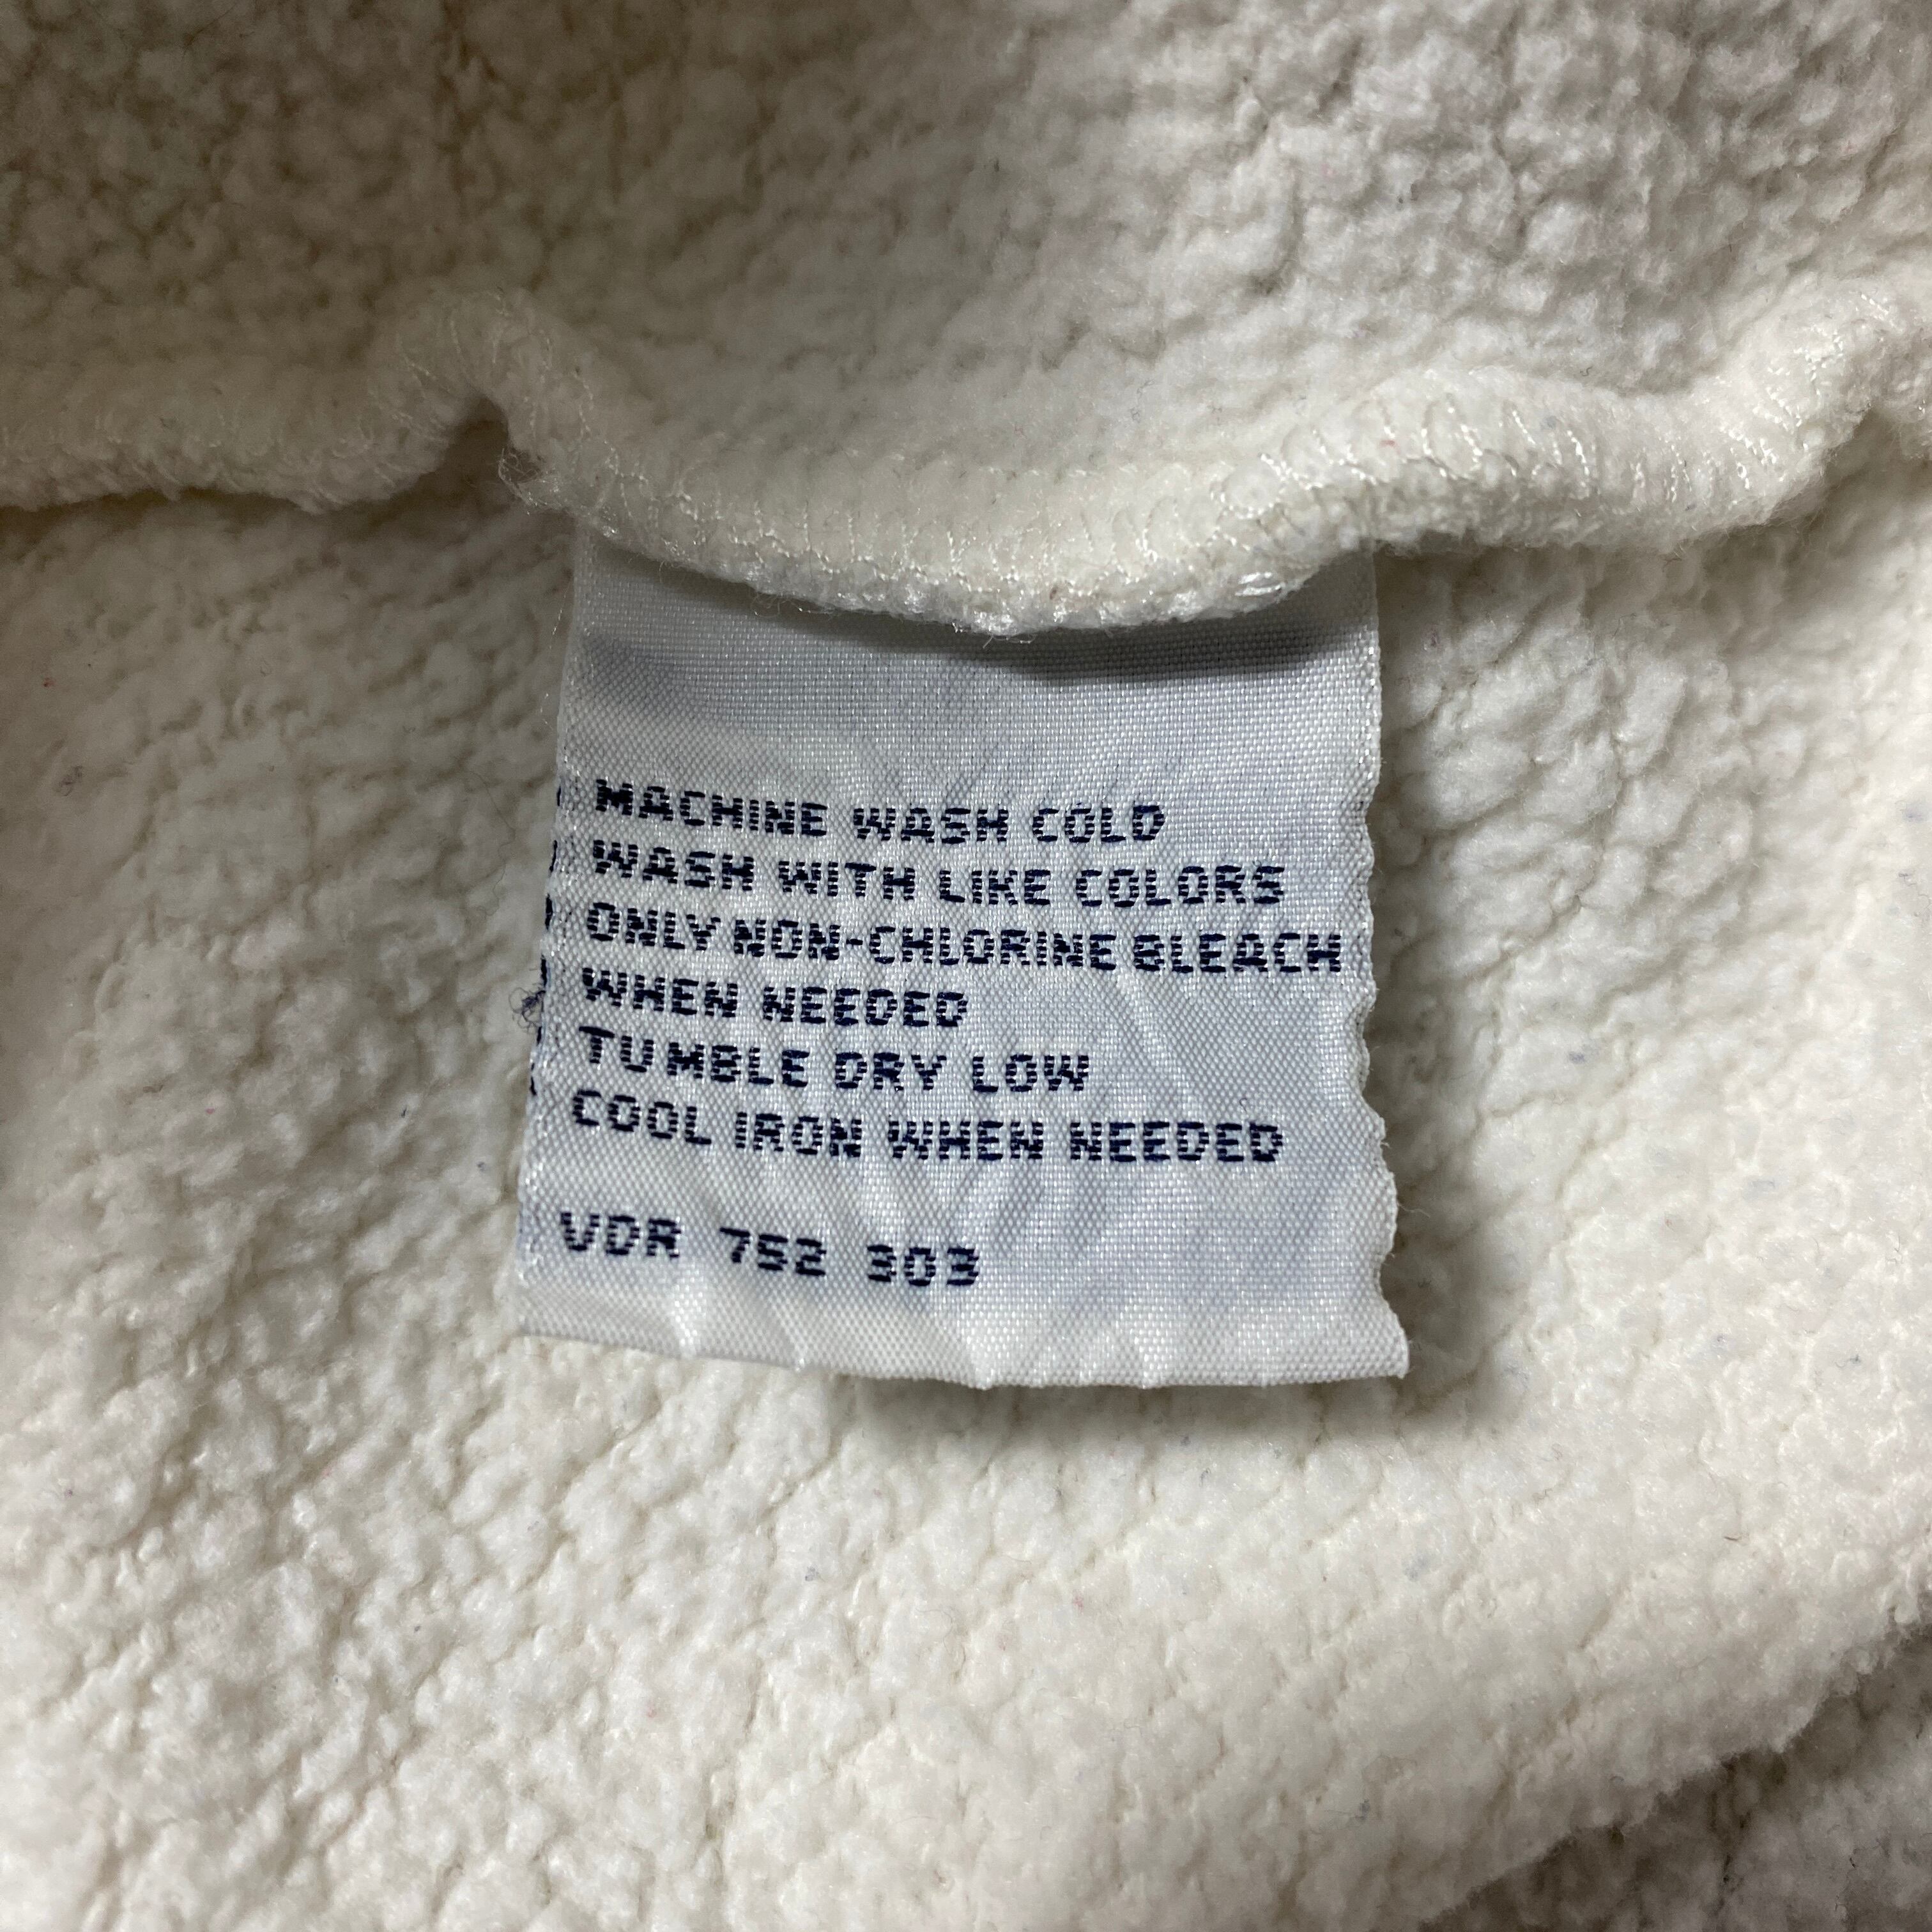 MACHINE WASH COLD
WASH WITH LIKE COLORS
ONLY NON-CHLORINE BLEACH
WHEN NEEDED
TUMBLE DRY LOW
COOL IRON WHEN NEEDED
VDR 752 303